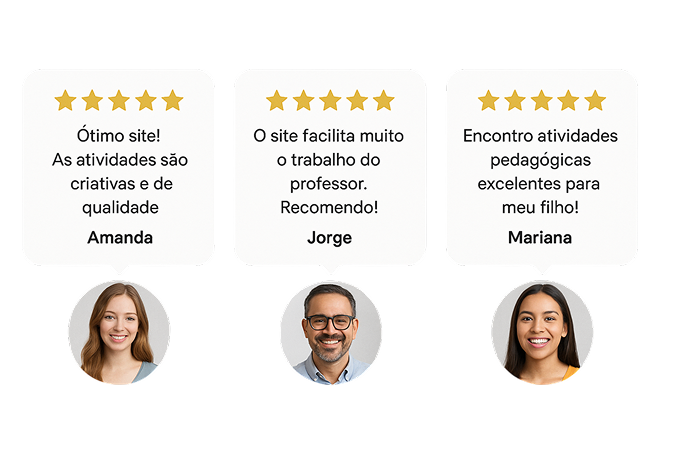 Ótimo site!
As atividades são
criativas e de
qualidade
Amanda
O site facilita muito
o trabalho do
professor.
Recomendo!
Jorge
Encontro atividades
pedagógicas
excelentes para
meu filho!
Mariana